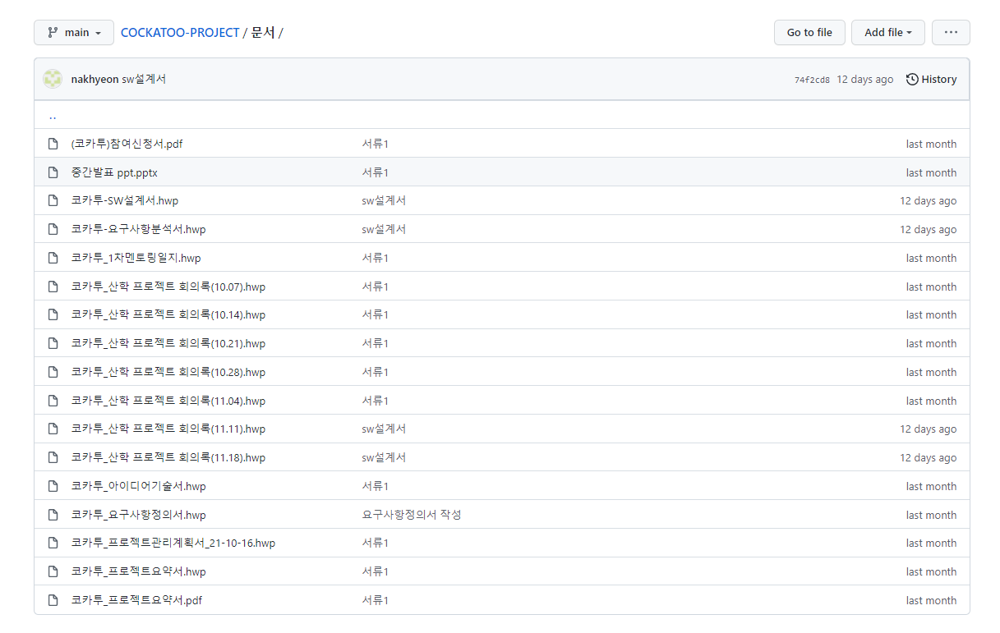 main
COCKATOO-PROJECT / 문서 /
Go to file
Add file
nakhyeon sw설계서
74f2cd8 12 days ago History
..
(코카투)참여신청서.pdf 서류1 last month
중간발표 ppt.pptx 서류1 last month
코카투-SW설계서.hwp sw설계서 12 days ago
코카투-요구사항분석서.hwp sw설계서 12 days ago
코카투_1차멘토링일지.hwp 서류1 last month
코카투_산학 프로젝트 회의록(10.07).hwp 서류1 last month
코카투_산학 프로젝트 회의록(10.14).hwp 서류1 last month
코카투_산학 프로젝트 회의록(10.21).hwp 서류1 last month
코카투_산학 프로젝트 회의록(10.28).hwp 서류1 last month
코카투_산학 프로젝트 회의록(11.04).hwp 서류1 last month
코카투_산학 프로젝트 회의록(11.11).hwp sw설계서 12 days ago
코카투_산학 프로젝트 회의록(11.18).hwp sw설계서 12 days ago
코카투_아이디어기술서.hwp 서류1 last month
코카투_요구사항정의서.hwp 요구사항정의서 작성 last month
코카투_프로젝트관리계획서_21-10-16.hwp 서류1 last month
코카투_프로젝트요약서.hwp 서류1 last month
코카투_프로젝트요약서.pdf 서류1 last month